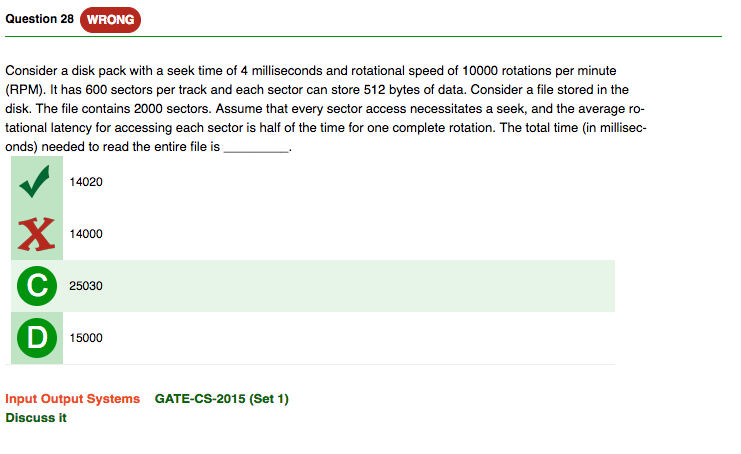 Question 28 WRONG
Consider a disk pack with a seek time of 4 milliseconds and rotational speed of 10000 rotations per minute
(RPM). It has 600 sectors per track and each sector can store 512 bytes of data. Consider a file stored in the
disk. The file contains 2000 sectors. Assume that every sector access necessitates a seek, and the average ro-
tational latency for accessing each sector is half of the time for one complete rotation. The total time (in millisec-
onds) needed to read the entire file is __________.
14020
X 14000
C 25030
D 15000
Input Output Systems GATE-CS-2015 (Set 1)
Discuss it